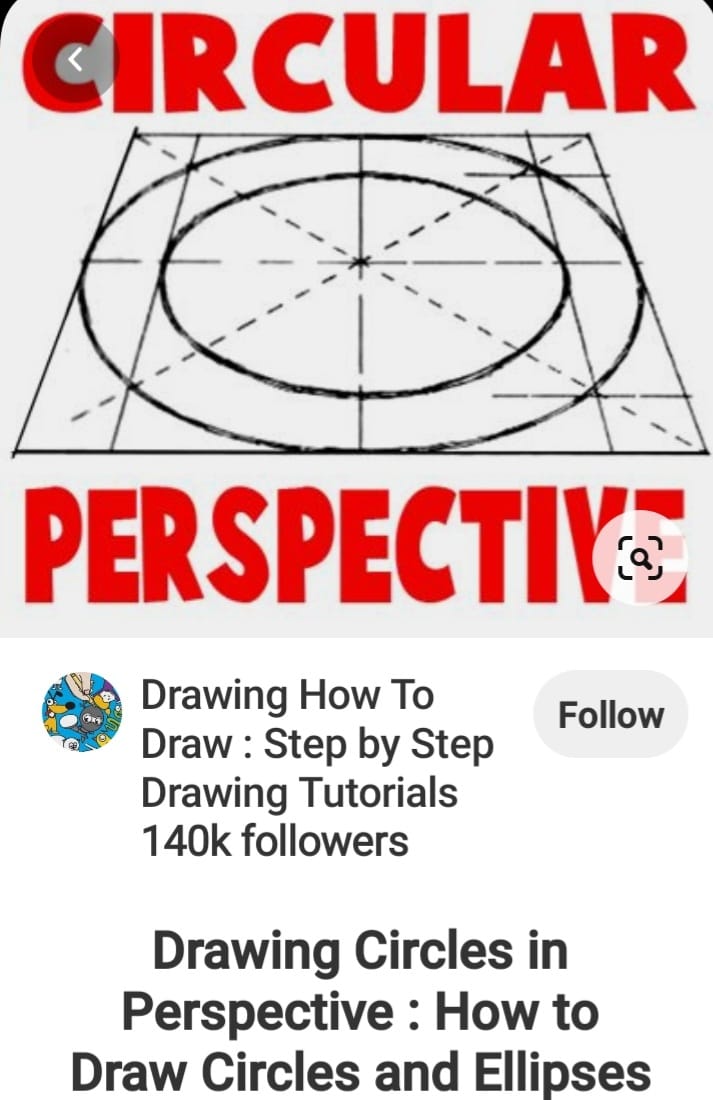 CIRCULAR
PERSPECTIVE
Drawing How To
Draw : Step by Step
Drawing Tutorials
140k followers
Follow
Drawing Circles in
Perspective : How to
Draw Circles and Ellipses